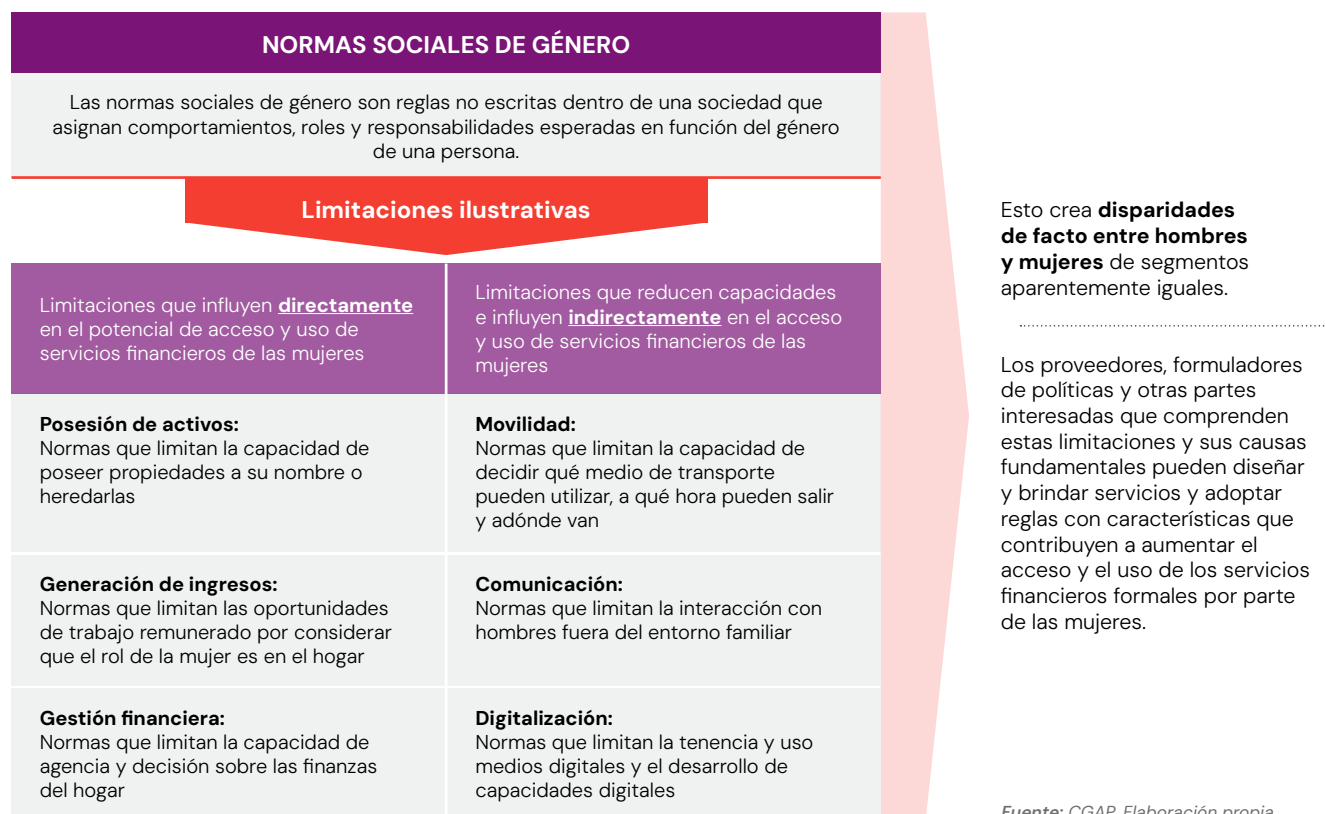 NORMAS SOCIALES DE GÉNERO
Las normas sociales de género son reglas no escritas dentro de una sociedad que
asignan comportamientos, roles y responsabilidades esperadas en función del género
de una persona.
Limitaciones ilustrativas
Limitaciones que influyen directamente
en el potencial de acceso y uso de
servicios financieros de las mujeres
Limitaciones que reducen capacidades
e influyen indirectamente en el acceso
y uso de servicios financieros de las
mujeres
Posesión de activos:
Normas que limitan la capacidad de
poseer propiedades a su nombre o
heredarlas
Movilidad:
Normas que limitan la capacidad de
decidir qué medio de transporte
pueden utilizar, a qué hora pueden salir
y adónde van
Generación de ingresos:
Normas que limitan las oportunidades
de trabajo remunerado por considerar
que el rol de la mujer es en el hogar
Comunicación:
Normas que limitan la interacción con
hombres fuera del entorno familiar
Gestión financiera:
Normas que limitan la capacidad de
agencia y decisión sobre las finanzas
del hogar
Digitalización:
Normas que limitan la tenencia y uso
medios digitales y el desarrollo de
capacidades digitales
Esto crea disparidades
de facto entre hombres
y mujeres de segmentos
aparentemente iguales.
Los proveedores, formuladores
de políticas y otras partes
interesadas que comprenden
estas limitaciones y sus causas
fundamentales pueden diseñar
y brindar servicios y adoptar
reglas con características que
contribuyen a aumentar el
acceso y el uso de los servicios
financieros formales por parte
de las mujeres.
Fuente: CGAP. Elaboración propia